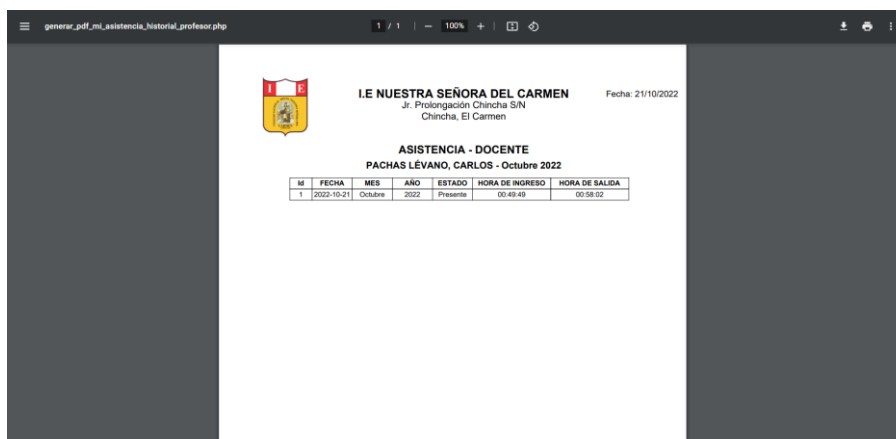 generar_pdf_mi_asistencia_historial_profesor.php
1 / 1
100%
I E
I.E NUESTRA SEÑORA DEL CARMEN
Fecha: 21/10/2022
Jr. Prolongación Chincha S/N
Chincha, El Carmen
ASISTENCIA - DOCENTE
PACHAS LÉVANO, CARLOS - Octubre 2022
Id FECHA MES AÑO ESTADO HORA DE INGRESO HORA DE SALIDA
1 2022-10-21 Octubre 2022 Presente 00:49:49 00:58:02